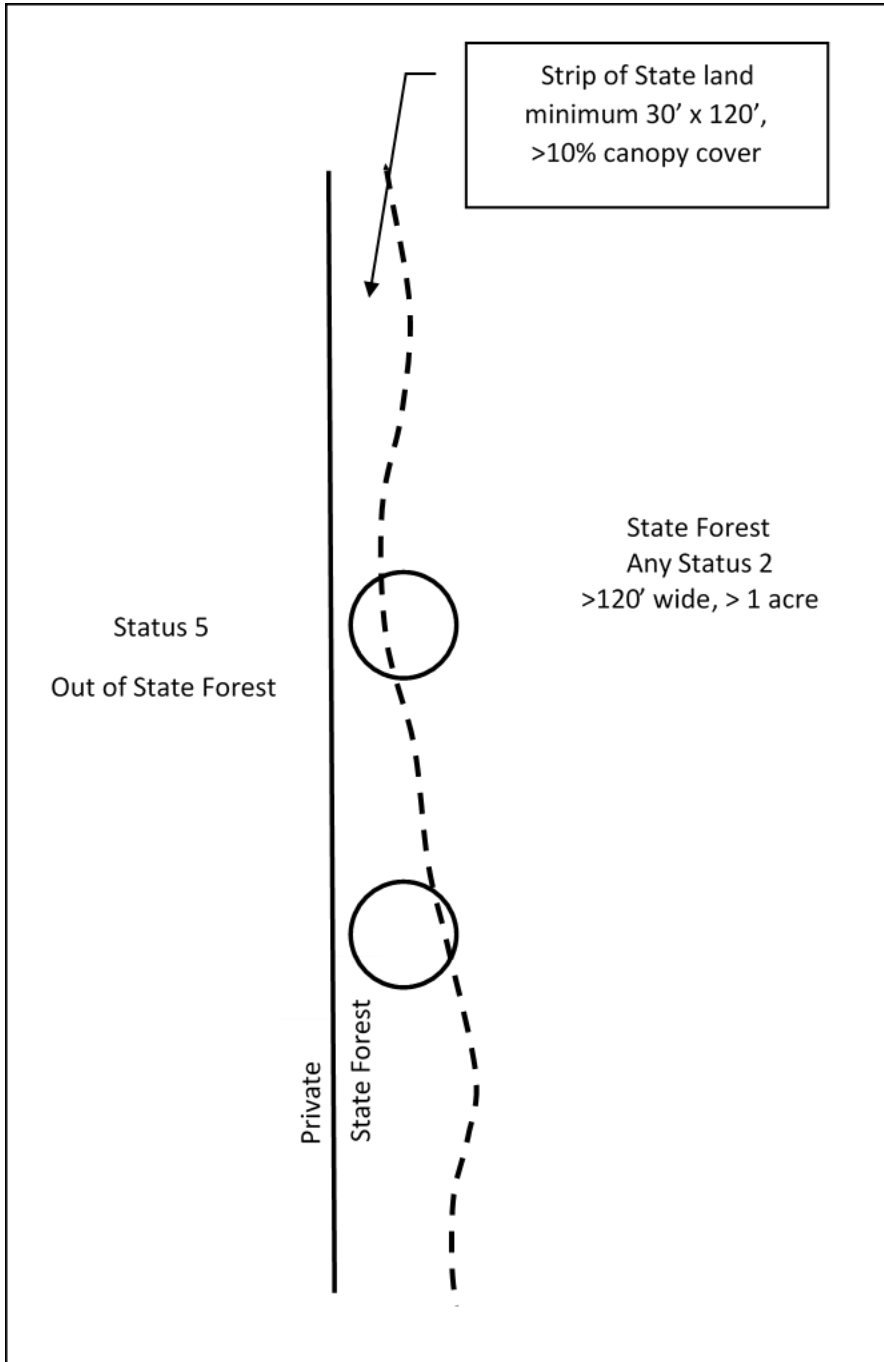 Strip of State land
minimum 30’ x 120’,
>10% canopy cover
State Forest
Any Status 2
>120’ wide, > 1 acre
Status 5
Out of State Forest
Private
State Forest